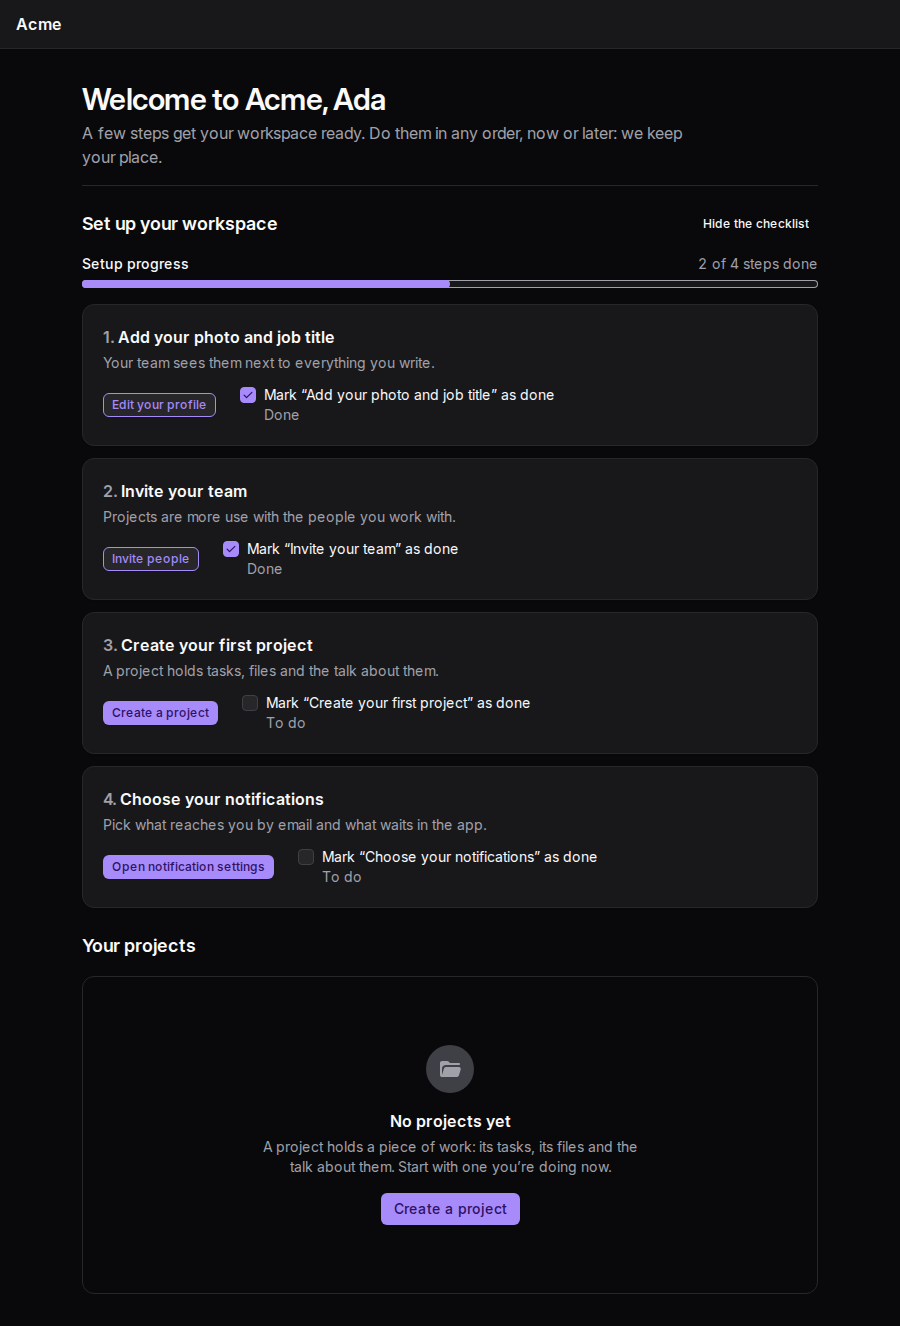 Acme
Welcome to Acme, Ada
A few steps get your workspace ready. Do them in any order, now or later: we keep
your place.
Set up your workspace
Hide the checklist
Setup progress
2 of 4 steps done
1. Add your photo and job title
Your team sees them next to everything you write.
Edit your profile
Mark “Add your photo and job title” as done
Done
2. Invite your team
Projects are more use with the people you work with.
Invite people
Mark “Invite your team” as done
Done
3. Create your first project
A project holds tasks, files and the talk about them.
Create a project
Mark “Create your first project” as done
To do
4. Choose your notifications
Pick what reaches you by email and what waits in the app.
Open notification settings
Mark “Choose your notifications” as done
To do
Your projects
No projects yet
A project holds a piece of work: its tasks, its files and the
talk about them. Start with one you’re doing now.
Create a project